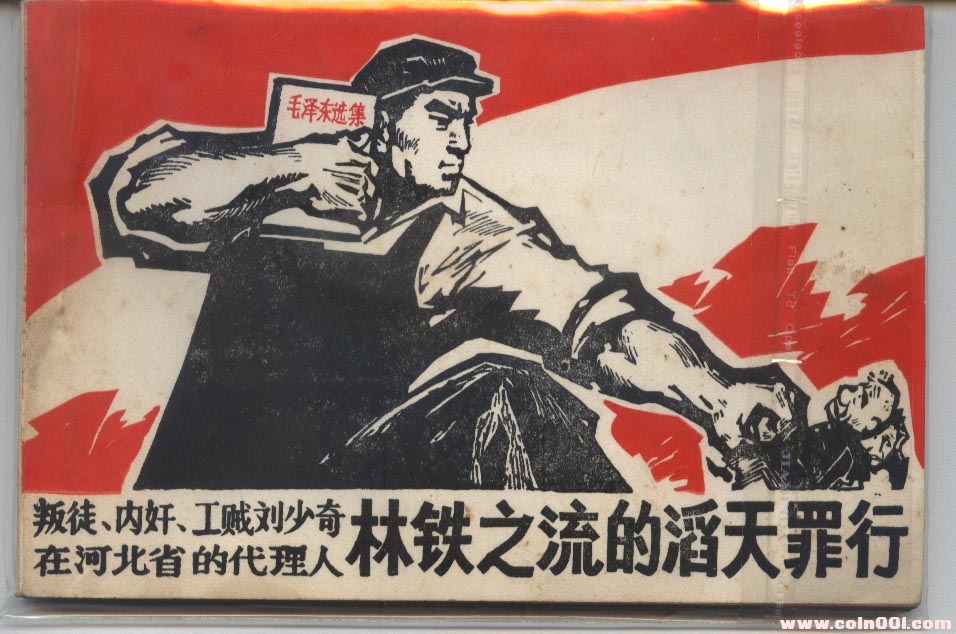 毛泽东选集
叛徒、内奸、工贼刘少奇
在河北省的代理人
林铁之流的滔天罪行
www.coin001.com